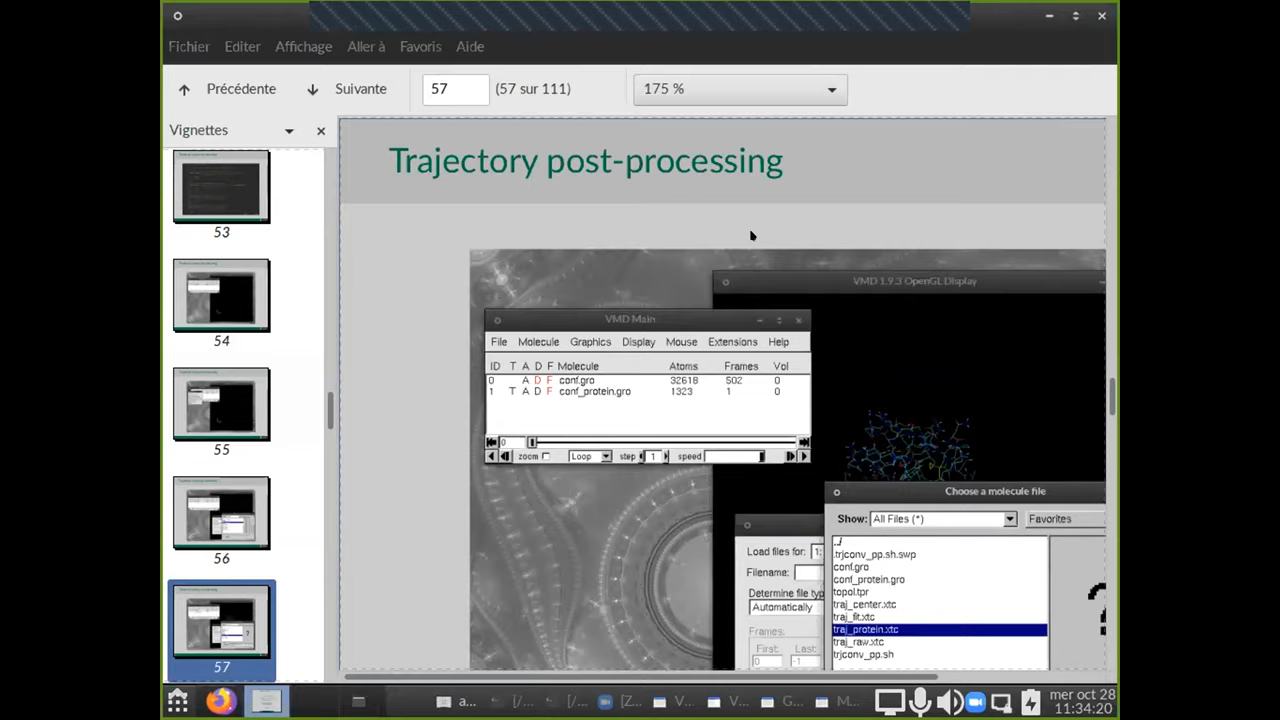 Fichier Editer Affichage Aller à Favoris Aide
Précédente Suivante 57 (57 sur 111) 175 %
Vignettes
53
54
55
56
57
Trajectory post-processing
VMD 1.9.3 OpenGL Display
VMD Main
File Molecule Graphics Display Mouse Extensions Help
ID T A D F Molecule Atoms Frames Vol
0 A D F conf.gro 32618 502 0
1 T A D F conf_protein.gro 1323 1 0
0
zoom Loop step 1 speed
Choose a molecule file
Show: All Files (*) Favorites
../
.trjconv_pp.sh.swp
conf.gro
conf_protein.gro
topol.tpr
traj_center.xtc
traj_fit.xtc
traj_protein.xtc
traj_raw.xtc
trjconv_pp.sh
Load files for: 1:
Filename:
Determine file typ
Automatically
Frames:
First: Last:
0 -1
a... [/... [/... [Z... V... V... G... M...
mer oct 28
11:34:20